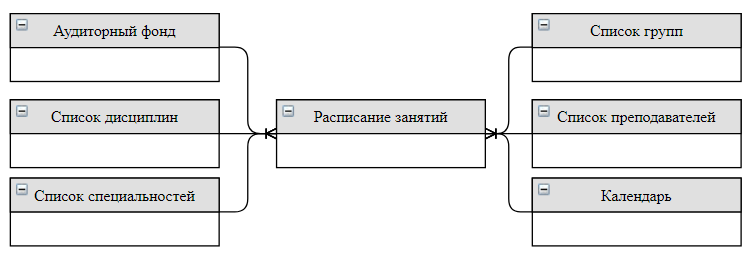 Аудиторный фонд
Список дисциплин
Список специальностей
Расписание занятий
Список групп
Список преподавателей
Календарь